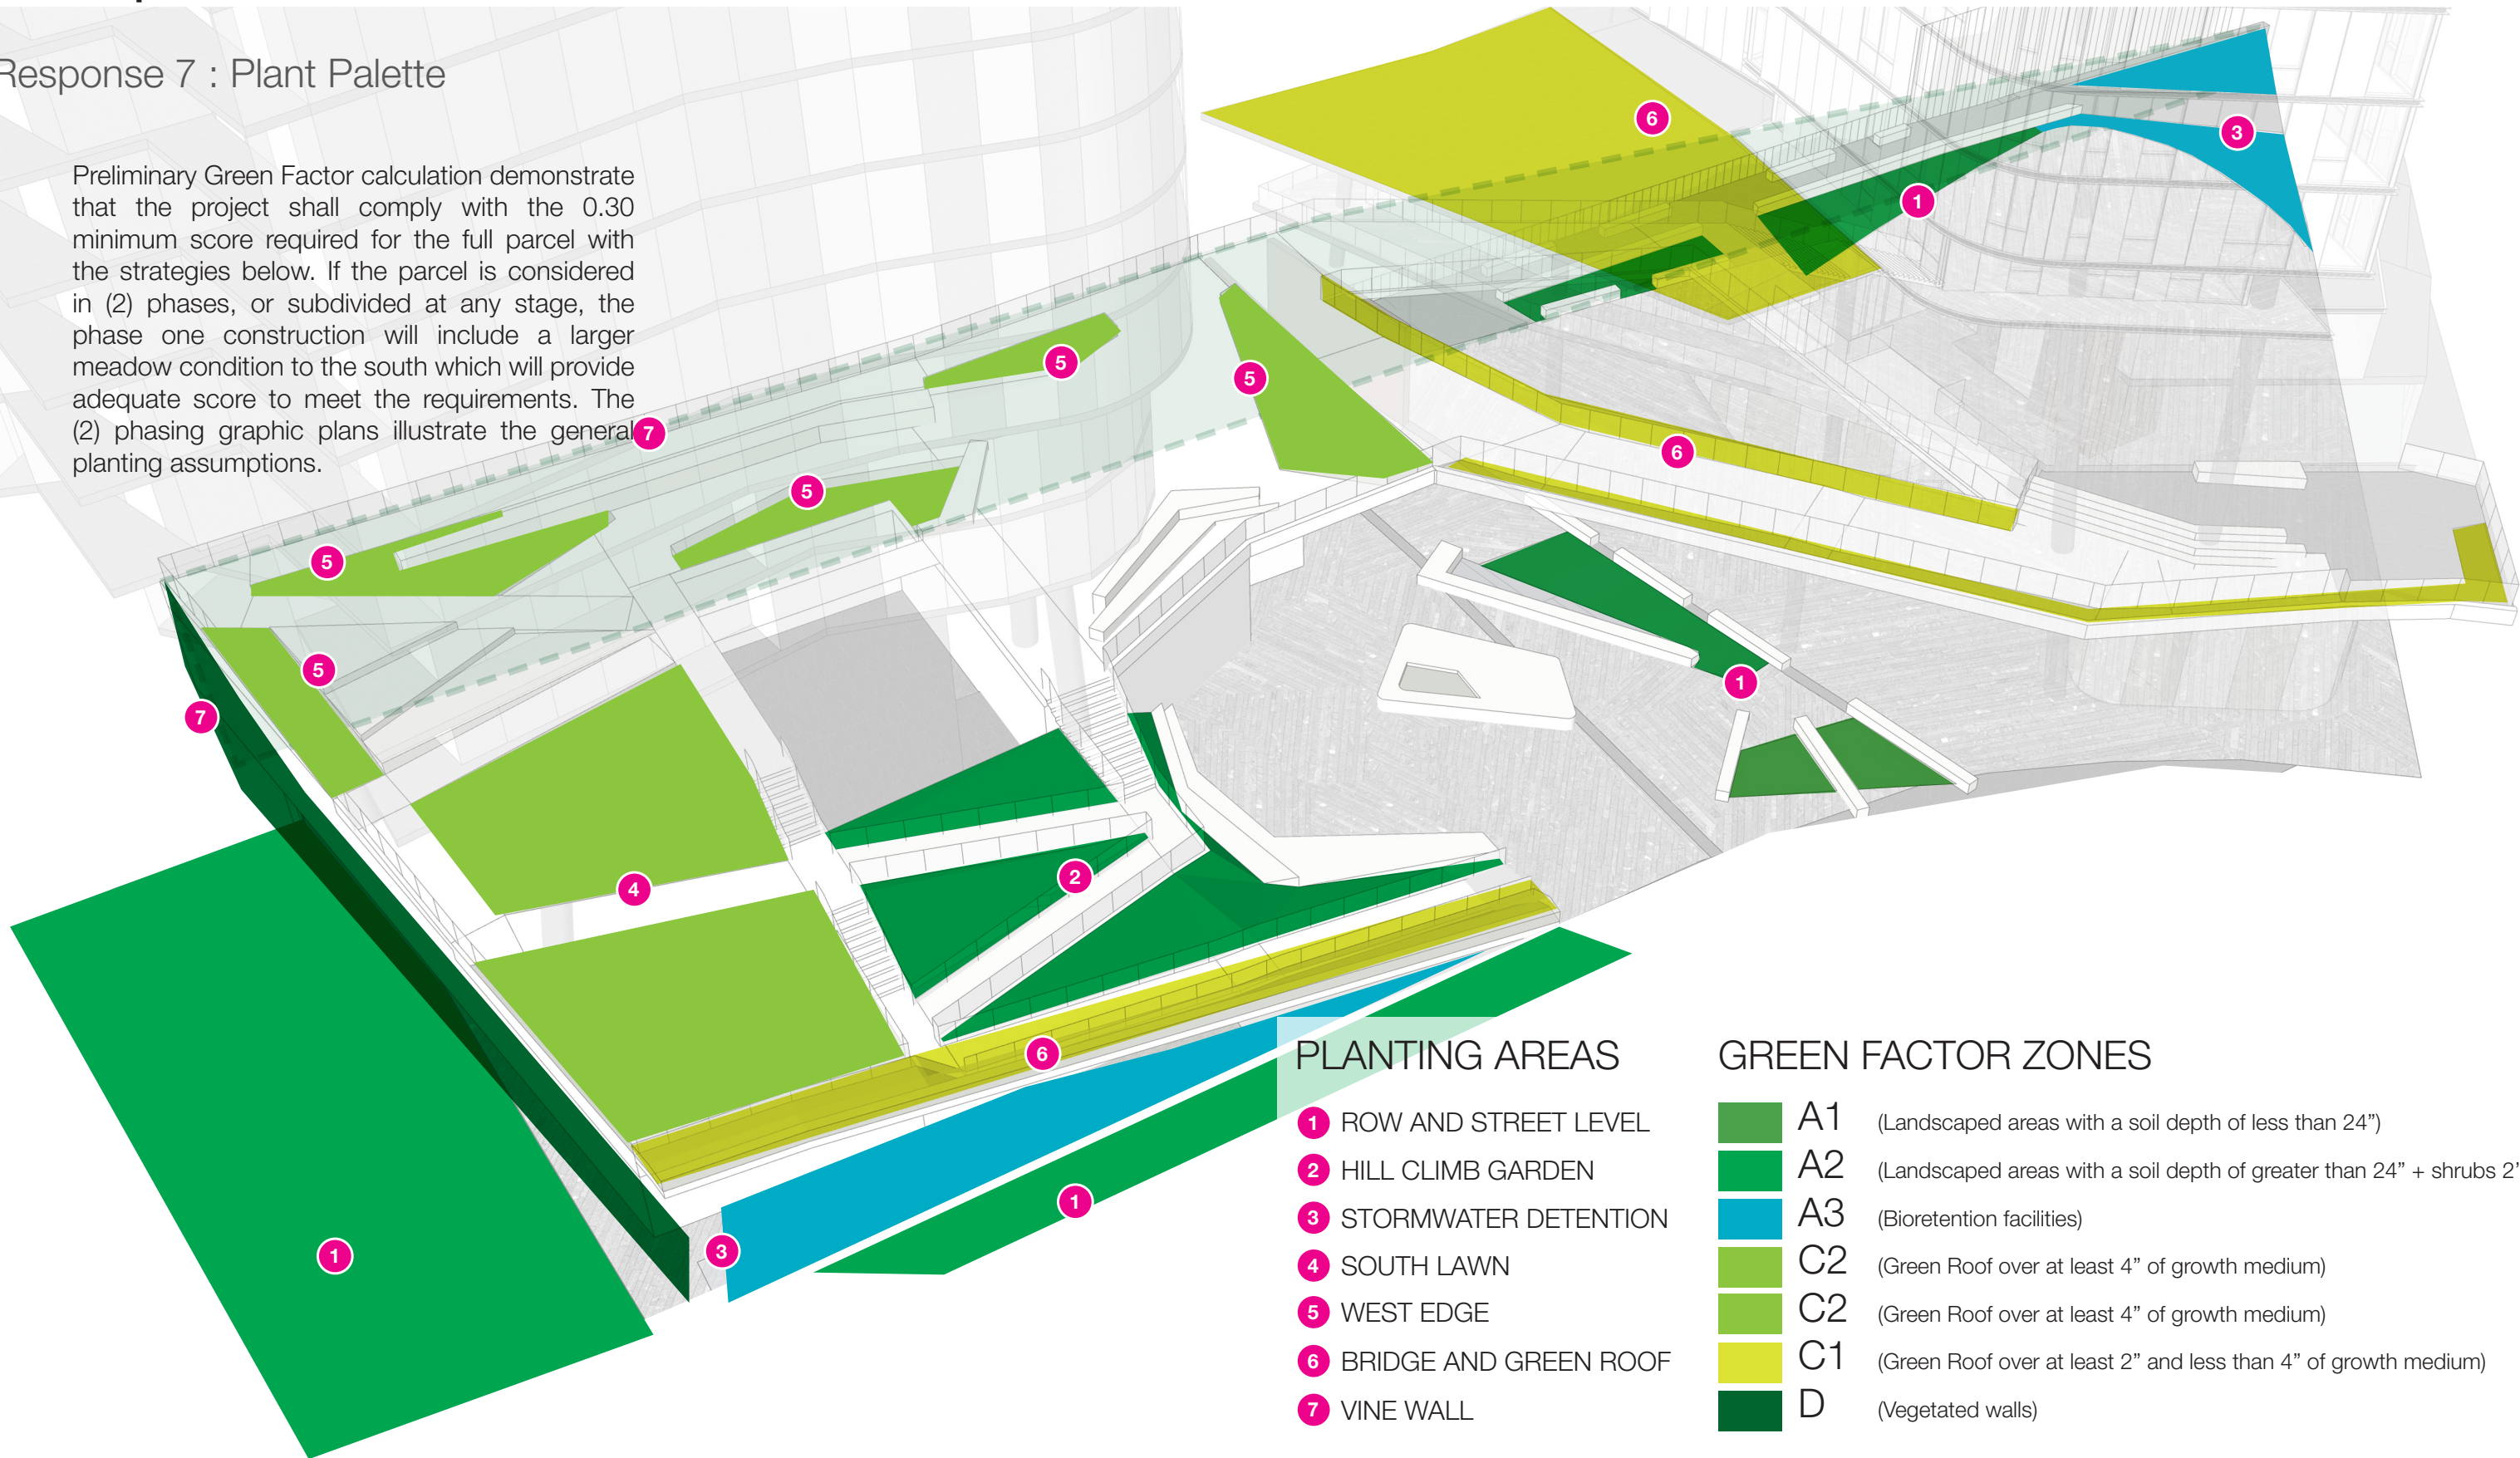 Response 7 : Plant Palette
Preliminary Green Factor calculation demonstrate
that the project shall comply with the 0.30
minimum score required for the full parcel with
the strategies below. If the parcel is considered
in (2) phases, or subdivided at any stage, the
phase one construction will include a larger
meadow condition to the south which will provide
adequate score to meet the requirements. The
(2) phasing graphic plans illustrate the general
planting assumptions.
6
3
1
5
5
7
6
5
5
5
7
1
4
2
6
1
1
3
PLANTING AREAS
1 ROW AND STREET LEVEL
2 HILL CLIMB GARDEN
3 STORMWATER DETENTION
4 SOUTH LAWN
5 WEST EDGE
6 BRIDGE AND GREEN ROOF
7 VINE WALL
GREEN FACTOR ZONES
A1 (Landscaped areas with a soil depth of less than 24”)
A2 (Landscaped areas with a soil depth of greater than 24” + shrubs 2’
A3 (Bioretention facilities)
C2 (Green Roof over at least 4” of growth medium)
C2 (Green Roof over at least 4” of growth medium)
C1 (Green Roof over at least 2” and less than 4” of growth medium)
D (Vegetated walls)